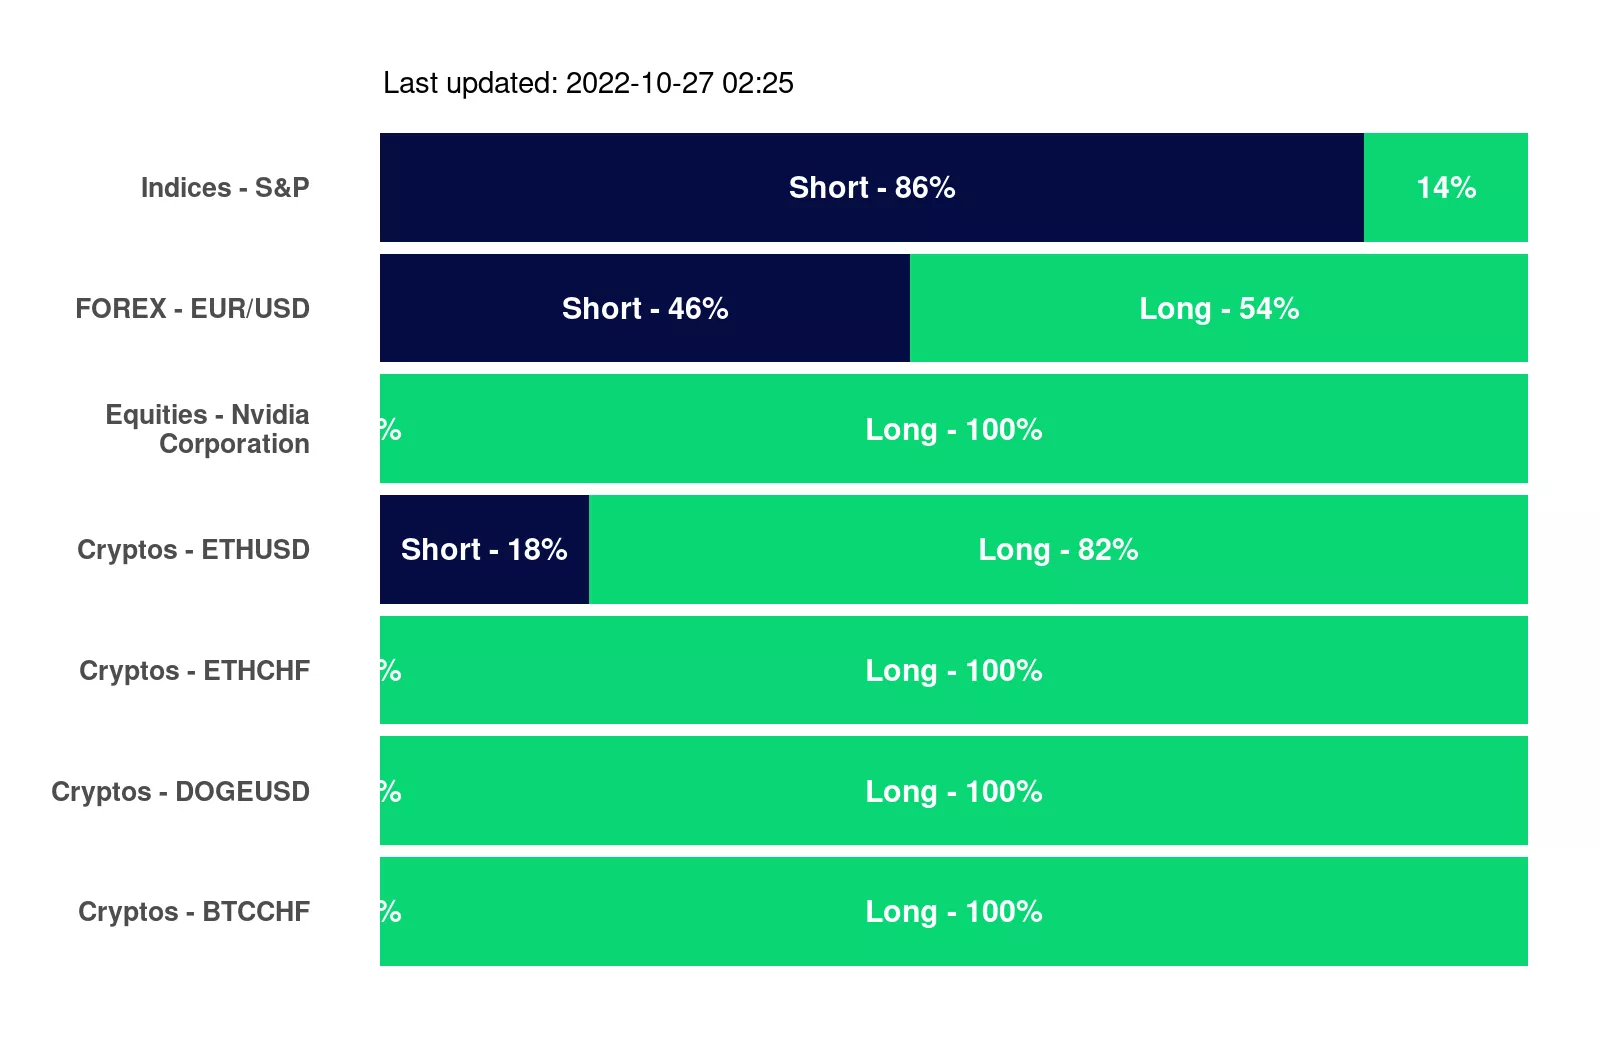 Last updated: 2022-10-27 02:25
Indices - S&P
Short - 86%
14%
FOREX - EUR/USD
Short - 46%
Long - 54%
Equities - Nvidia
Corporation
%
Long - 100%
Cryptos - ETHUSD
Short - 18%
Long - 82%
Cryptos - ETHCHF
%
Long - 100%
Cryptos - DOGEUSD
%
Long - 100%
Cryptos - BTCCHF
%
Long - 100%